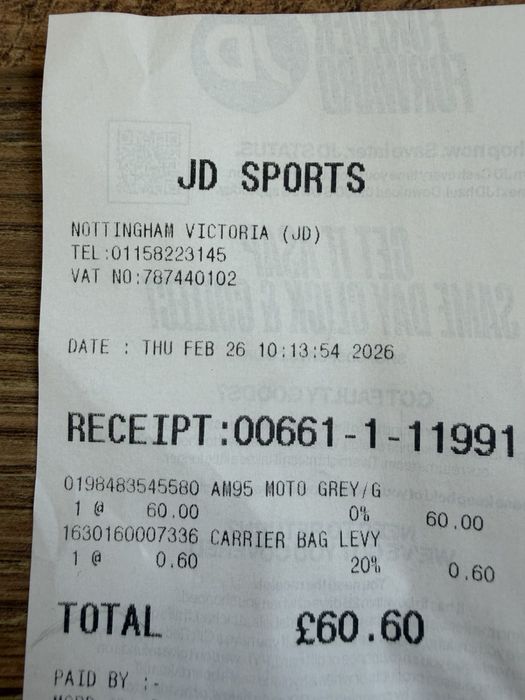 JD SPORTS
NOTTINGHAM VICTORIA (JD)
TEL:01158223145
VAT NO:787440102
DATE : THU FEB 26 10:13:54 2026
RECEIPT:00661-1-11991
0198483545580 AM95 MOTO GREY/G
1 @ 60.00 0% 60.00
1630160007336 CARRIER BAG LEVY
1 @ 0.60 20% 0.60
TOTAL £60.60
PAID BY :-